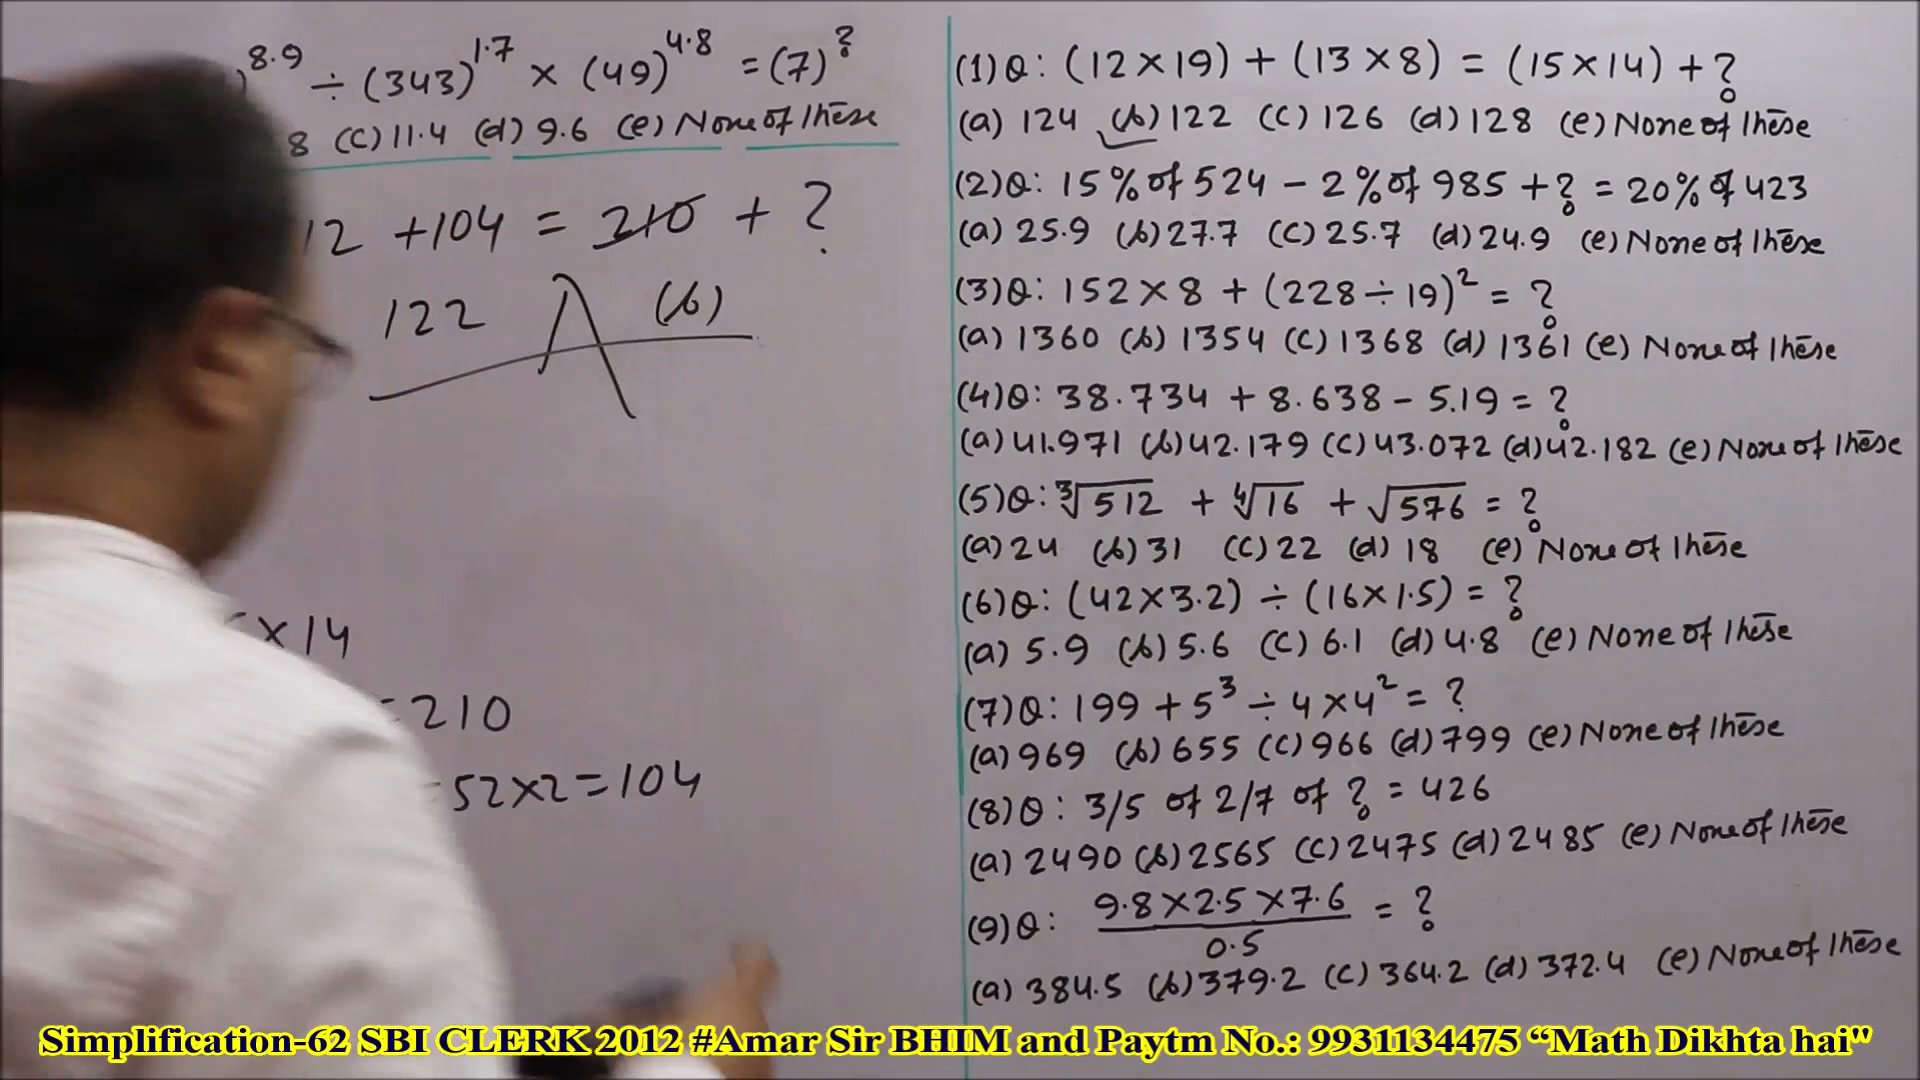 )^8.9 ÷ (343)^1.7 × (49)^4.8 = (7)^?
8 (c) 11.4 (d) 9.6 (e) None of these
12 + 104 = 210 + ?
122 (b)
× 14
= 210
= 52×2 = 104
(1)Q: (12×19) + (13×8) = (15×14) + ?
(a) 124 (b) 122 (c) 126 (d) 128 (e) None of these
(2)Q: 15% of 524 − 2% of 985 + ? = 20% of 423
(a) 25.9 (b) 27.7 (c) 25.7 (d) 24.9 (e) None of these
(3)Q: 152 × 8 + (228 ÷ 19)² = ?
(a) 1360 (b) 1354 (c) 1368 (d) 1361 (e) None of these
(4)Q: 38.734 + 8.638 − 5.19 = ?
(a) 41.971 (b) 42.179 (c) 43.072 (d) 42.182 (e) None of these
(5)Q: ∛512 + ∜16 + √576 = ?
(a) 24 (b) 31 (c) 22 (d) 18 (e) None of these
(6)Q: (42×3.2) ÷ (16×1.5) = ?
(a) 5.9 (b) 5.6 (c) 6.1 (d) 4.8 (e) None of these
(7)Q: 199 + 5³ ÷ 4 × 4² = ?
(a) 969 (b) 655 (c) 966 (d) 799 (e) None of these
(8)Q: 3/5 of 2/7 of ? = 426
(a) 2490 (b) 2565 (c) 2475 (d) 2485 (e) None of these
(9)Q: 9.8×2.5×7.6 = ?
0.5
(a) 384.5 (b) 379.2 (c) 364.2 (d) 372.4 (e) None of these
Simplification-62 SBI CLERK 2012 #Amar Sir BHIM and Paytm No.: 9931134475 “Math Dikhta hai"